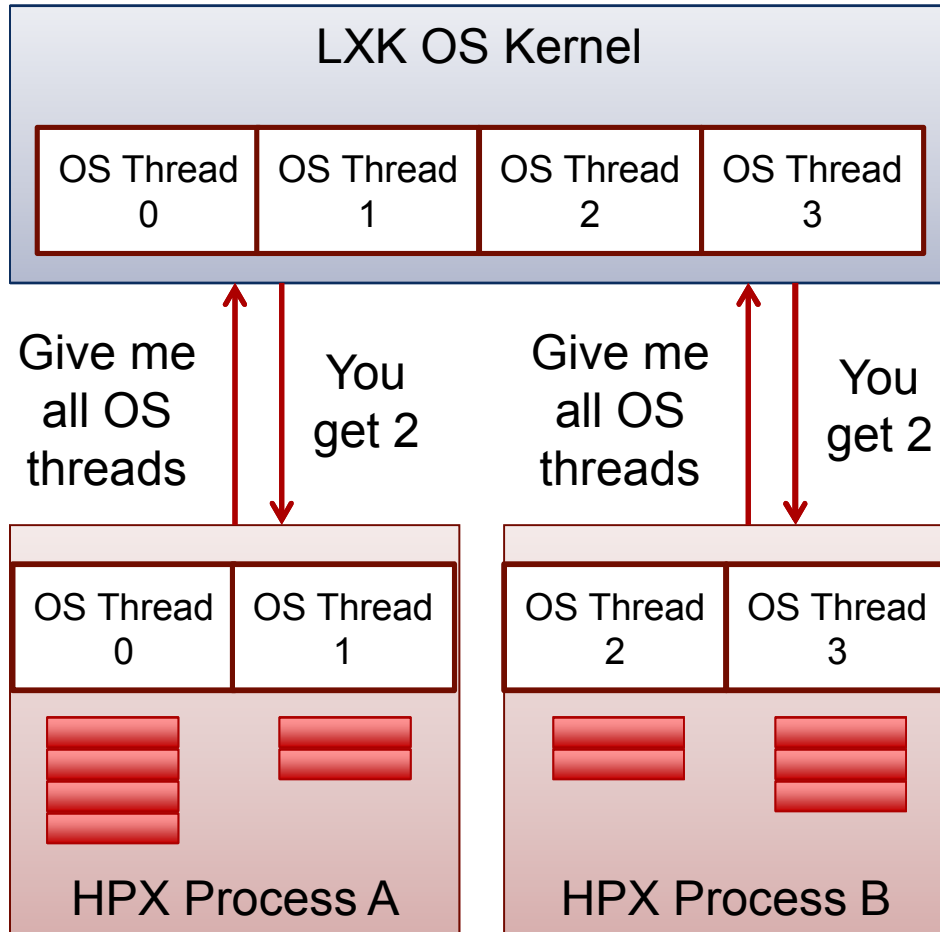 LXK OS Kernel
OS Thread
0
OS Thread
1
OS Thread
2
OS Thread
3
Give me
all OS
threads
You
get 2
Give me
all OS
threads
You
get 2
OS Thread
0
OS Thread
1
OS Thread
2
OS Thread
3
HPX Process A
HPX Process B